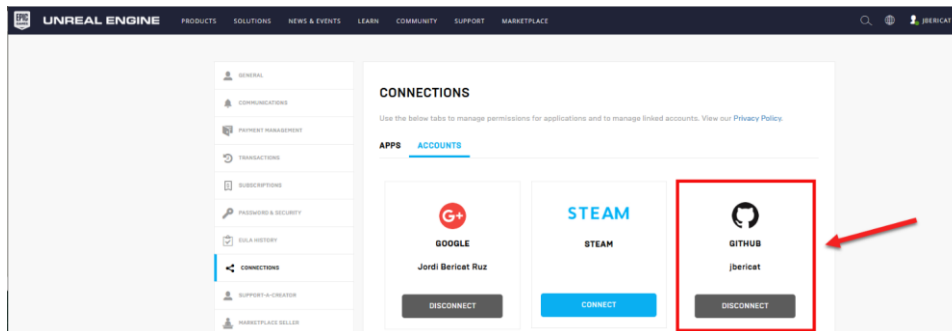 EPIC GAMES
UNREAL ENGINE PRODUCTS SOLUTIONS NEWS & EVENTS LEARN COMMUNITY SUPPORT MARKETPLACE JBERICAT
GENERAL
COMMUNICATIONS
PAYMENT MANAGEMENT
TRANSACTIONS
SUBSCRIPTIONS
PASSWORD & SECURITY
EULA HISTORY
CONNECTIONS
SUPPORT-A-CREATOR
MARKETPLACE SELLER
CONNECTIONS
Use the below tabs to manage permissions for applications and to manage linked accounts, View our Privacy Policy.
APPS ACCOUNTS
G+
GOOGLE
Jordi Bericat Ruz
DISCONNECT
STEAM
STEAM
CONNECT
GITHUB
jbericat
DISCONNECT